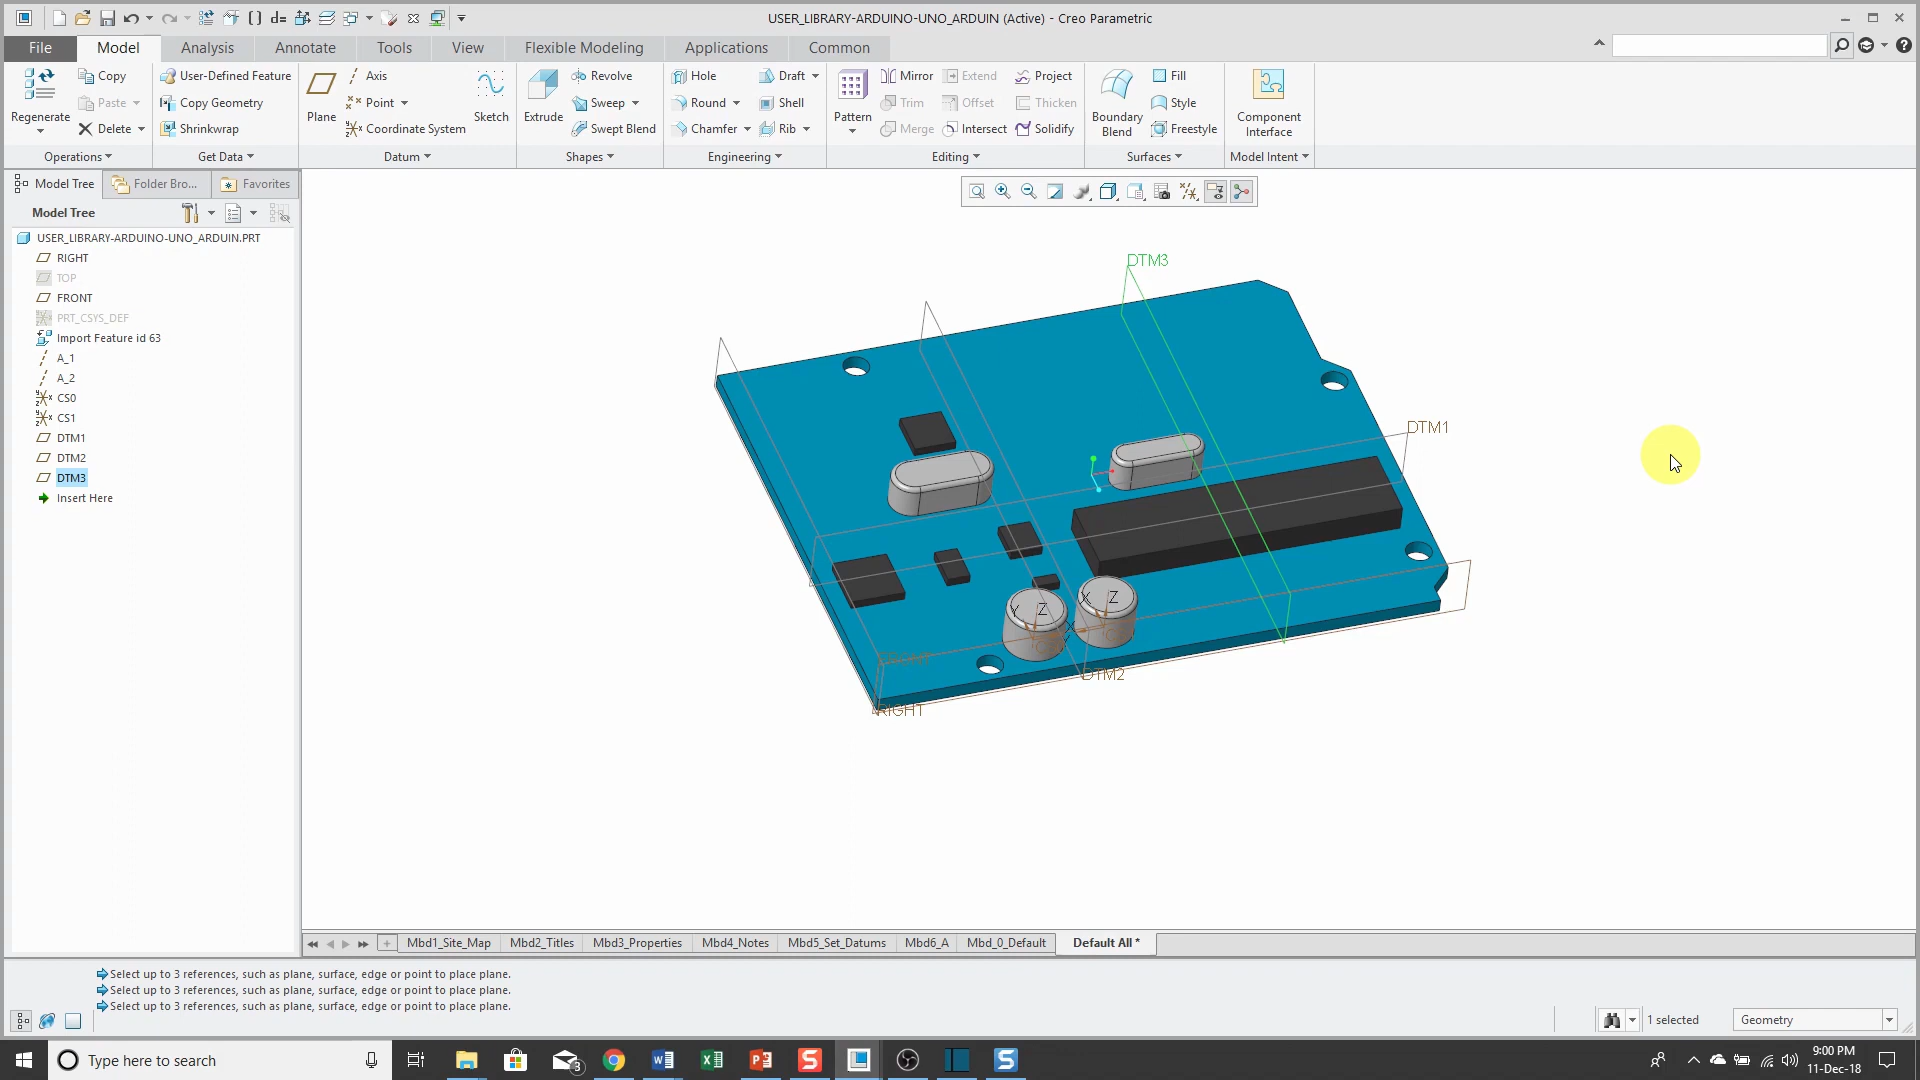 USER_LIBRARY-ARDUINO-UNO_ARDUIN (Active) - Creo Parametric
File Model Analysis Annotate Tools View Flexible Modeling Applications Common
Regenerate
Copy
Paste
Delete
Operations
User-Defined Feature
Copy Geometry
Shrinkwrap
Get Data
Plane
Axis
Point
Coordinate System
Sketch
Datum
Extrude
Revolve
Sweep
Swept Blend
Shapes
Hole
Round
Chamfer
Draft
Shell
Rib
Engineering
Pattern
Mirror
Trim
Merge
Extend
Offset
Intersect
Project
Thicken
Solidify
Editing
Boundary
Blend
Fill
Style
Freestyle
Surfaces
Component
Interface
Model Intent
Model Tree Folder Bro... Favorites
Model Tree
USER_LIBRARY-ARDUINO-UNO_ARDUIN.PRT
RIGHT
TOP
FRONT
PRT_CSYS_DEF
Import Feature id 63
A_1
A_2
CS0
CS1
DTM1
DTM2
DTM3
Insert Here
DTM3
DTM1
Y Z
X Z
X
FRONT
DTM2
RIGHT
Mbd1_Site_Map Mbd2_Titles Mbd3_Properties Mbd4_Notes Mbd5_Set_Datums Mbd6_A Mbd_0_Default Default All *
Select up to 3 references, such as plane, surface, edge or point to place plane.
Select up to 3 references, such as plane, surface, edge or point to place plane.
Select up to 3 references, such as plane, surface, edge or point to place plane.
1 selected
Geometry
Type here to search
3
9:00 PM
11-Dec-18